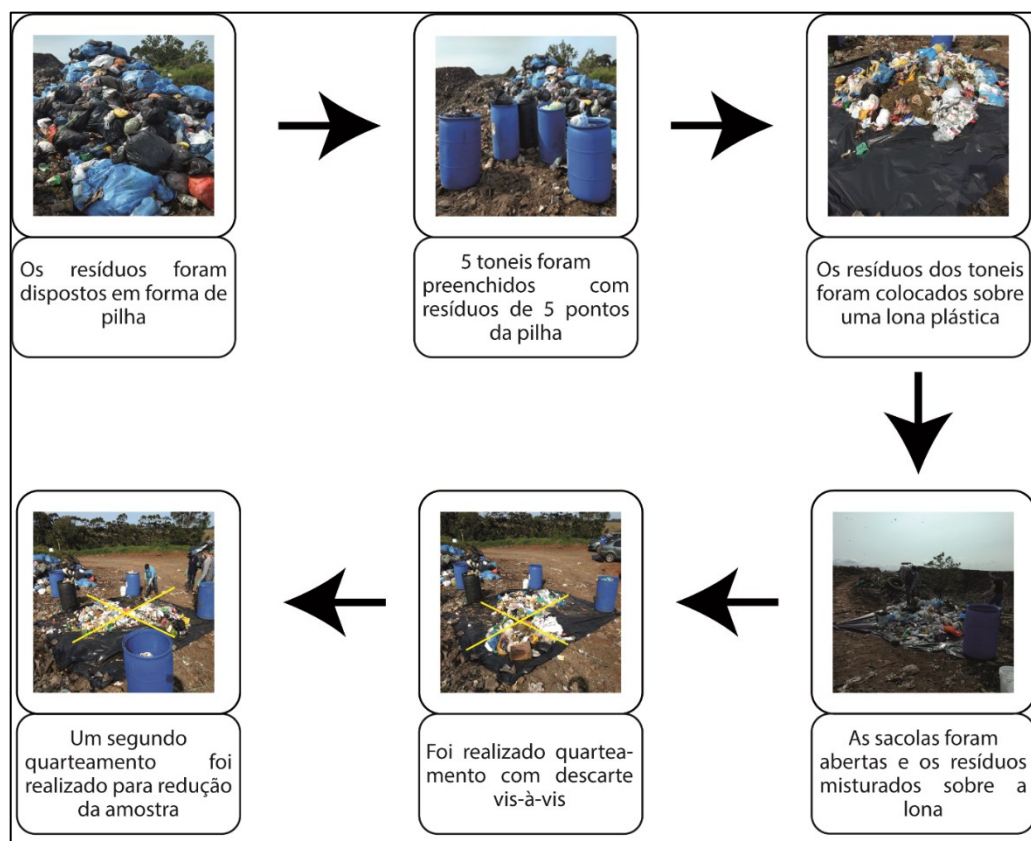 Os resíduos foram
dispostos em forma de
pilha
5 toneis foram
preenchidos com
resíduos de 5 pontos
da pilha
Os resíduos dos toneis
foram colocados sobre
uma lona plástica
As sacolas foram
abertas e os resíduos
misturados sobre a
lona
Foi realizado quartea-
mento com descarte
vis-à-vis
Um segundo
quarteamento foi
realizado para redução
da amostra